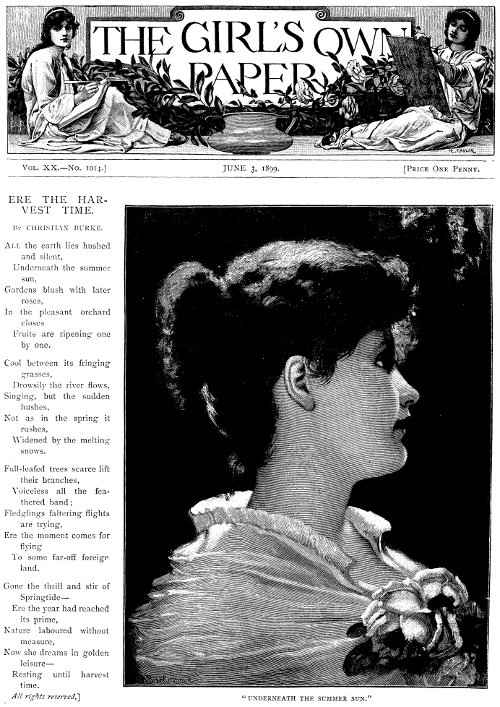 THE GIRL'S OWN
PAPER
VOL. XX.—NO. 1014.]
JUNE 3, 1899.
[PRICE ONE PENNY.
ERE THE HAR-
VEST TIME.
BY CHRISTIAN BURKE.
ALL the earth lies hushed
and silent,
Underneath the summer
sun,
Gardens blush with later
roses,
In the pleasant orchard
closes
Fruits are ripening one
by one.
Cool between its fringing
grasses,
Drowsily the river flows,
Singing, but the sudden
hushes,
Not as in the spring it
rushes,
Widened by the melting
snows.
Full-leafed trees scarce lift
their branches,
Voiceless all the fea-
thered band;
Fledglings faltering flights
are trying,
Ere the moment comes for
flying
To some far-off foreign
land.
Gone the thrill and stir of
Springtide—
Ere the year had reached
its prime,
Nature laboured without
measure,
Now she dreams in golden
leisure—
Resting until harvest
time.
All rights reserved.]
"UNDERNEATH THE SUMMER SUN."